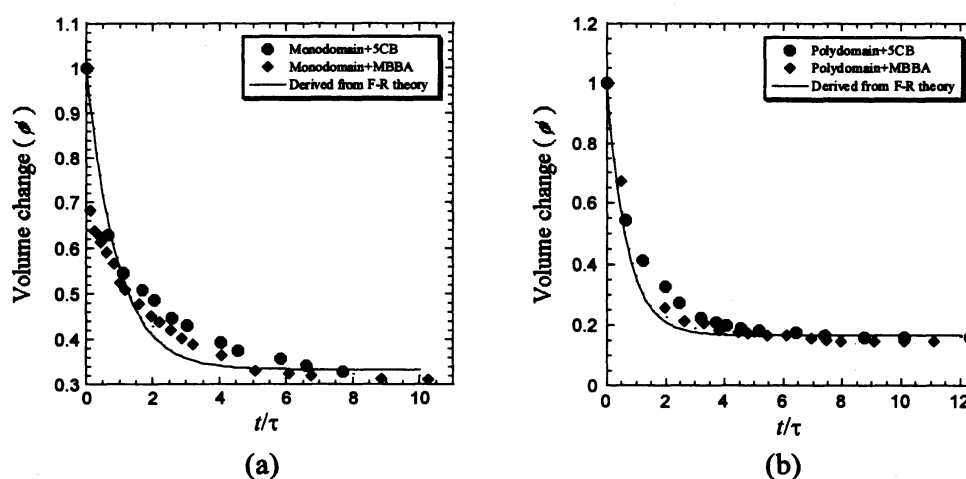 1.1
1
0.9
0.8
0.7
0.6
0.5
0.4
0.3
0 2 4 6 8 10
Volume change ( ϕ )
t/τ
Monodomain+5CB
Monodomain+MBBA
Derived from F-R theory
(a)
1.2
1
0.8
0.6
0.4
0.2
0
0 2 4 6 8 10 12
Volume change ( ϕ )
t/τ
Polydomain+5CB
Polydomain+MBBA
Derived from F-R theory
(b)